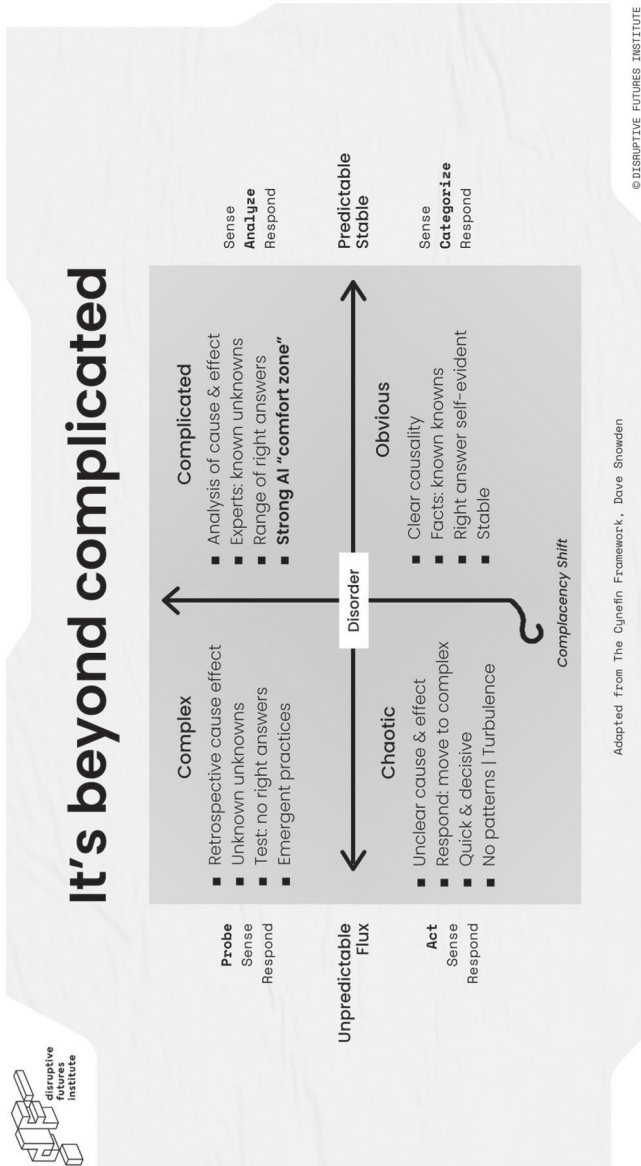 disruptive
futures
institute
It's beyond complicated
Probe
Sense
Respond
Complex
▪ Retrospective cause effect
▪ Unknown unknowns
▪ Test: no right answers
▪ Emergent practices
Complicated
▪ Analysis of cause & effect
▪ Experts: known unknowns
▪ Range of right answers
▪ Strong AI “comfort zone”
Sense
Analyze
Respond
Unpredictable
Flux
Disorder
Predictable
Stable
Act
Sense
Respond
Chaotic
▪ Unclear cause & effect
▪ Respond: move to complex
▪ Quick & decisive
▪ No patterns | Turbulence
Obvious
▪ Clear causality
▪ Facts: known knowns
▪ Right answer self-evident
▪ Stable
Sense
Categorize
Respond
Complacency Shift
Adapted from The Cynefin Framework, Dave Snowden
© DISRUPTIVE FUTURES INSTITUTE